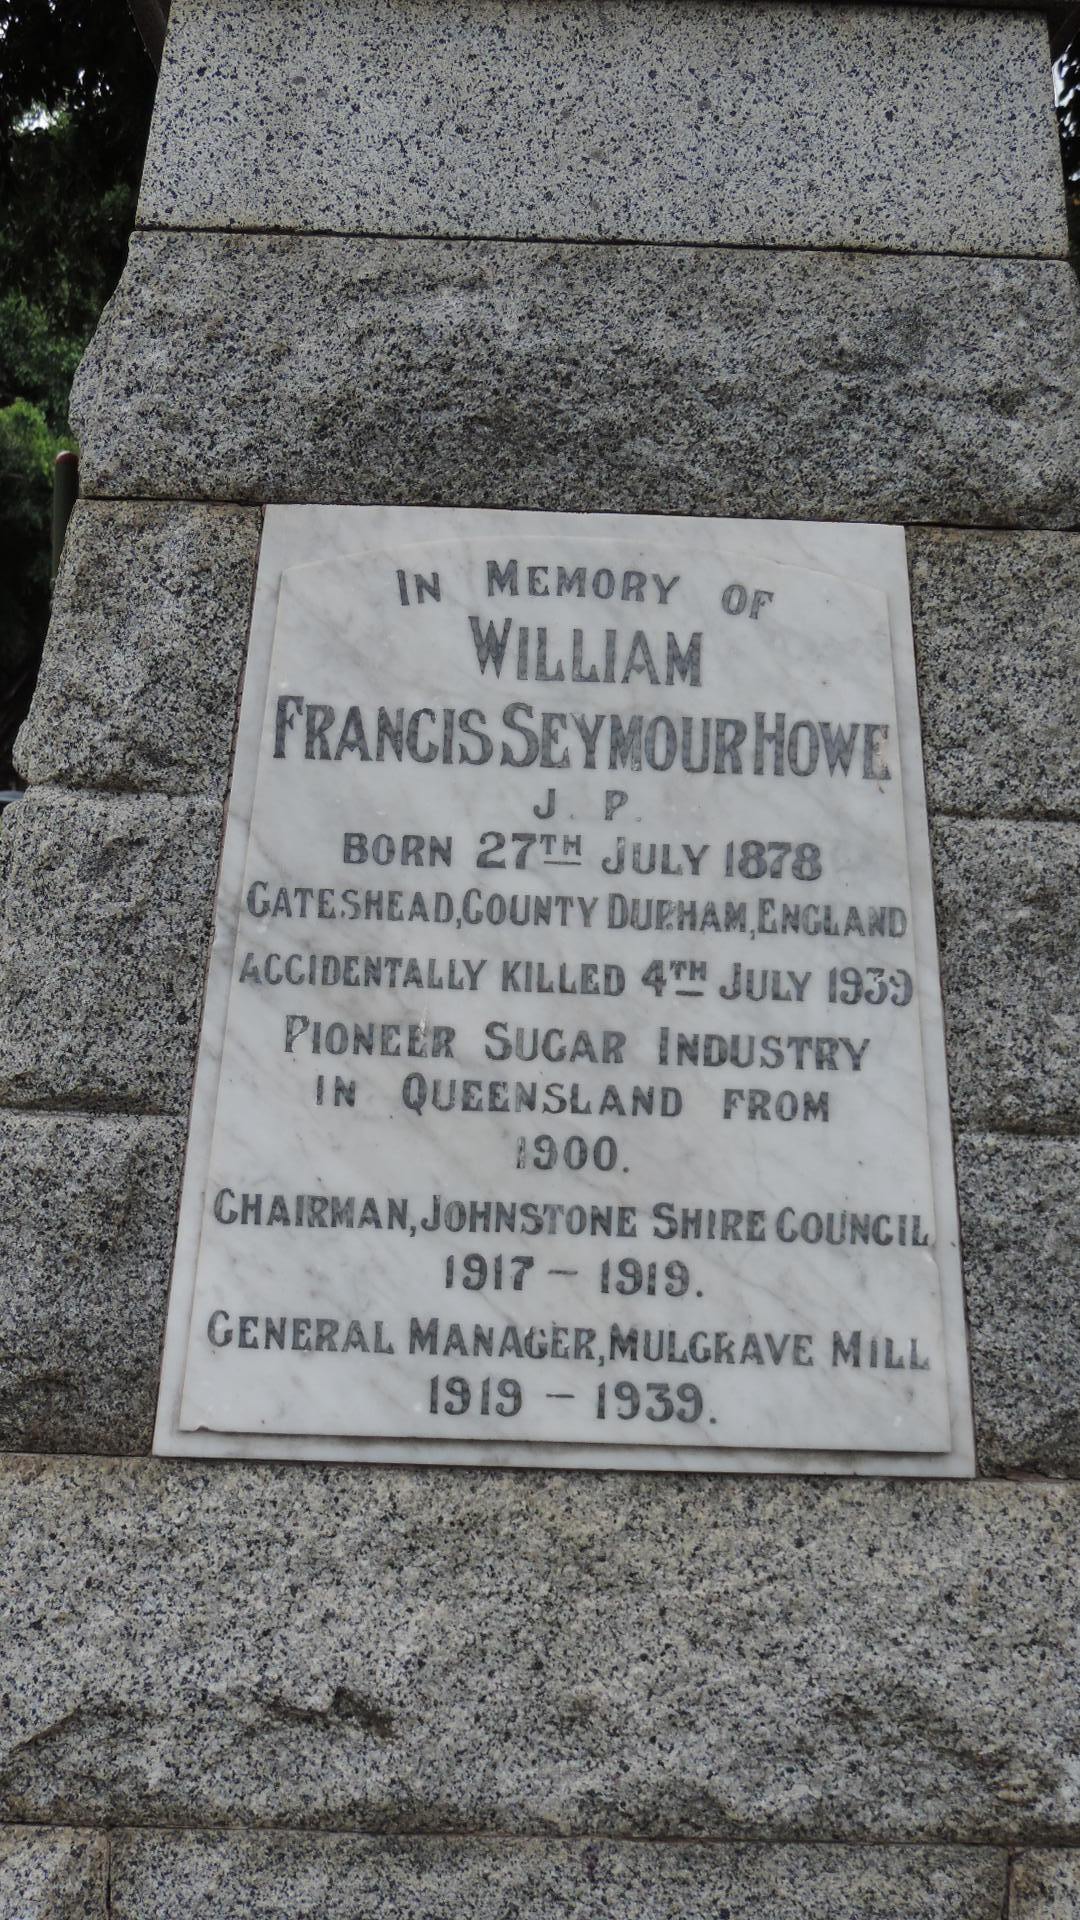 IN MEMORY OF
WILLIAM
FRANCIS SEYMOUR HOWE
J. P.
BORN 27TH JULY 1878
GATESHEAD, COUNTY DURHAM, ENGLAND
ACCIDENTALLY KILLED 4TH JULY 1939
PIONEER SUGAR INDUSTRY
IN QUEENSLAND FROM
1900.
CHAIRMAN, JOHNSTONE SHIRE COUNCIL
1917 – 1919.
GENERAL MANAGER, MULGRAVE MILL
1919 – 1939.